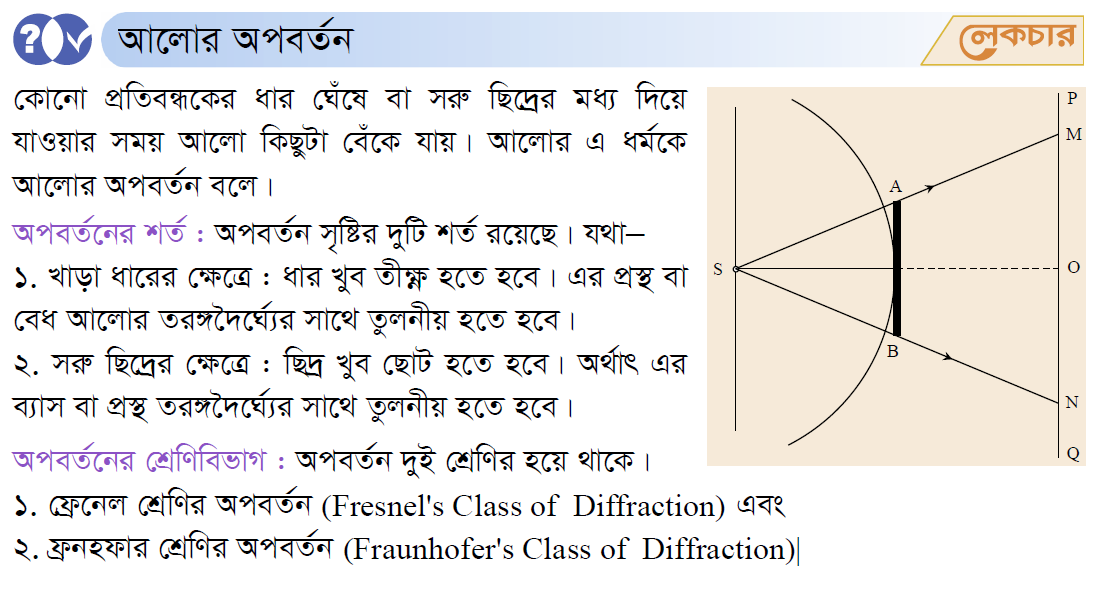 আলোর অপবর্তন
লেকচার
কোনো প্রতিবন্ধকের ধার ঘেঁষে বা সরু ছিদ্রের মধ্য দিয়ে
যাওয়ার সময় আলো কিছুটা বেঁকে যায়। আলোর এ ধর্মকে
আলোর অপবর্তন বলে।
অপবর্তনের শর্ত : অপবর্তন সৃষ্টির দুটি শর্ত রয়েছে। যথা–
১. খাড়া ধারের ক্ষেত্রে : ধার খুব তীক্ষ্ণ হতে হবে। এর প্রস্থ বা
বেধ আলোর তরঙ্গদৈর্ঘ্যের সাথে তুলনীয় হতে হবে।
২. সরু ছিদ্রের ক্ষেত্রে : ছিদ্র খুব ছোট হতে হবে। অর্থাৎ এর
ব্যাস বা প্রস্থ তরঙ্গদৈর্ঘ্যের সাথে তুলনীয় হতে হবে।
অপবর্তনের শ্রেণিবিভাগ : অপবর্তন দুই শ্রেণির হয়ে থাকে।
১. ফ্রেনেল শ্রেণির অপবর্তন (Fresnel's Class of Diffraction) এবং
২. ফ্রনহফার শ্রেণির অপবর্তন (Fraunhofer's Class of Diffraction)
P
M
A
S
O
B
N
Q